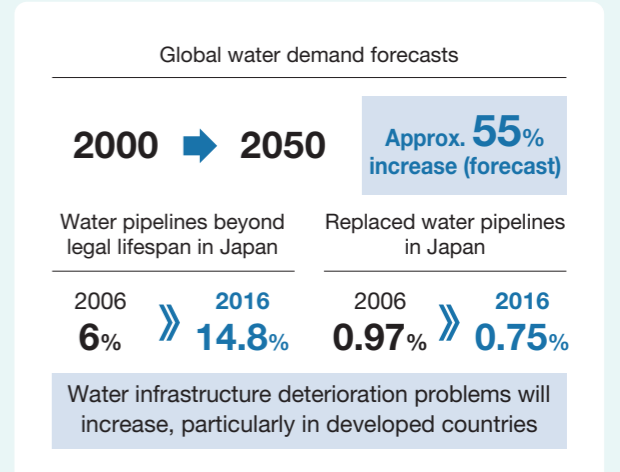 Global water demand forecasts
2000 2050
Approx. 55%
increase (forecast)
Water pipelines beyond
legal lifespan in Japan
2006 2016
6% 14.8%
Replaced water pipelines
in Japan
2006 2016
0.97% 0.75%
Water infrastructure deterioration problems will
increase, particularly in developed countries